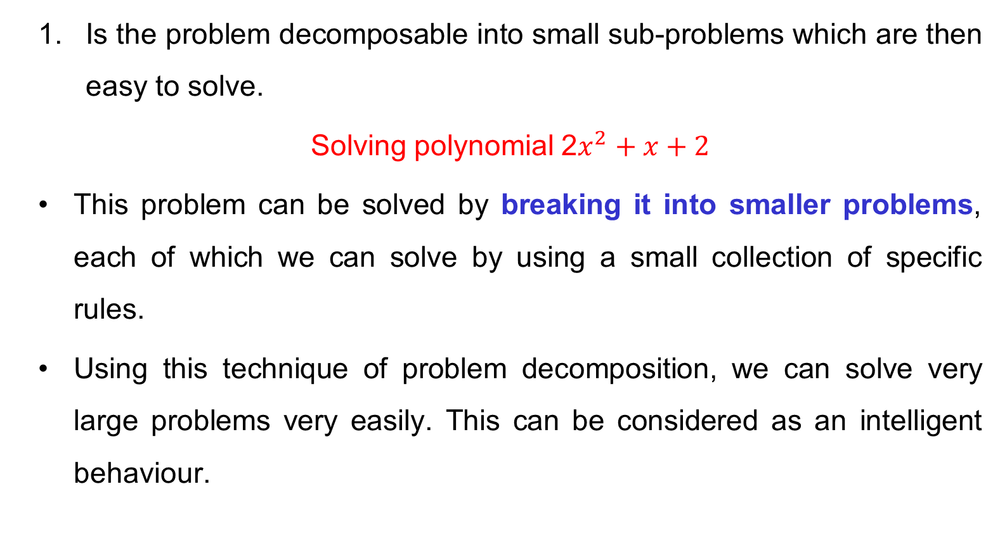 1. Is the problem decomposable into small sub-problems which are then
easy to solve.
Solving polynomial 2𝑥² + 𝑥 + 2
• This problem can be solved by breaking it into smaller problems,
each of which we can solve by using a small collection of specific
rules.
• Using this technique of problem decomposition, we can solve very
large problems very easily. This can be considered as an intelligent
behaviour.